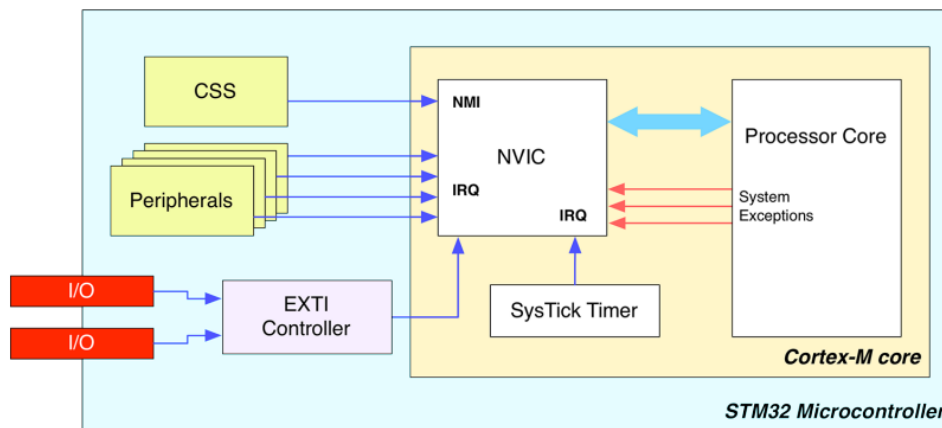 CSS
NMI
NVIC
Processor Core
Peripherals
IRQ
IRQ
System
Exceptions
I/O
I/O
EXTI
Controller
SysTick Timer
Cortex-M core
STM32 Microcontroller